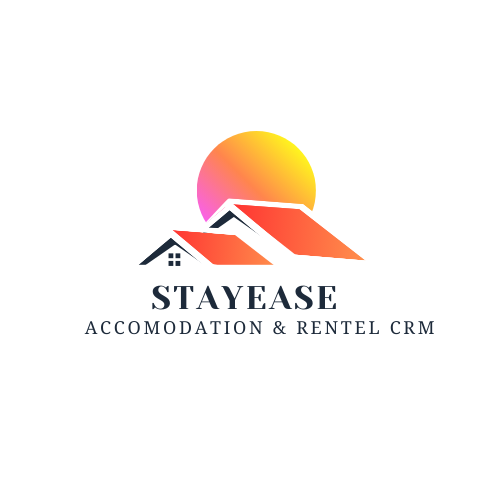 STAYEASE
ACCOMODATION & RENTEL CRM